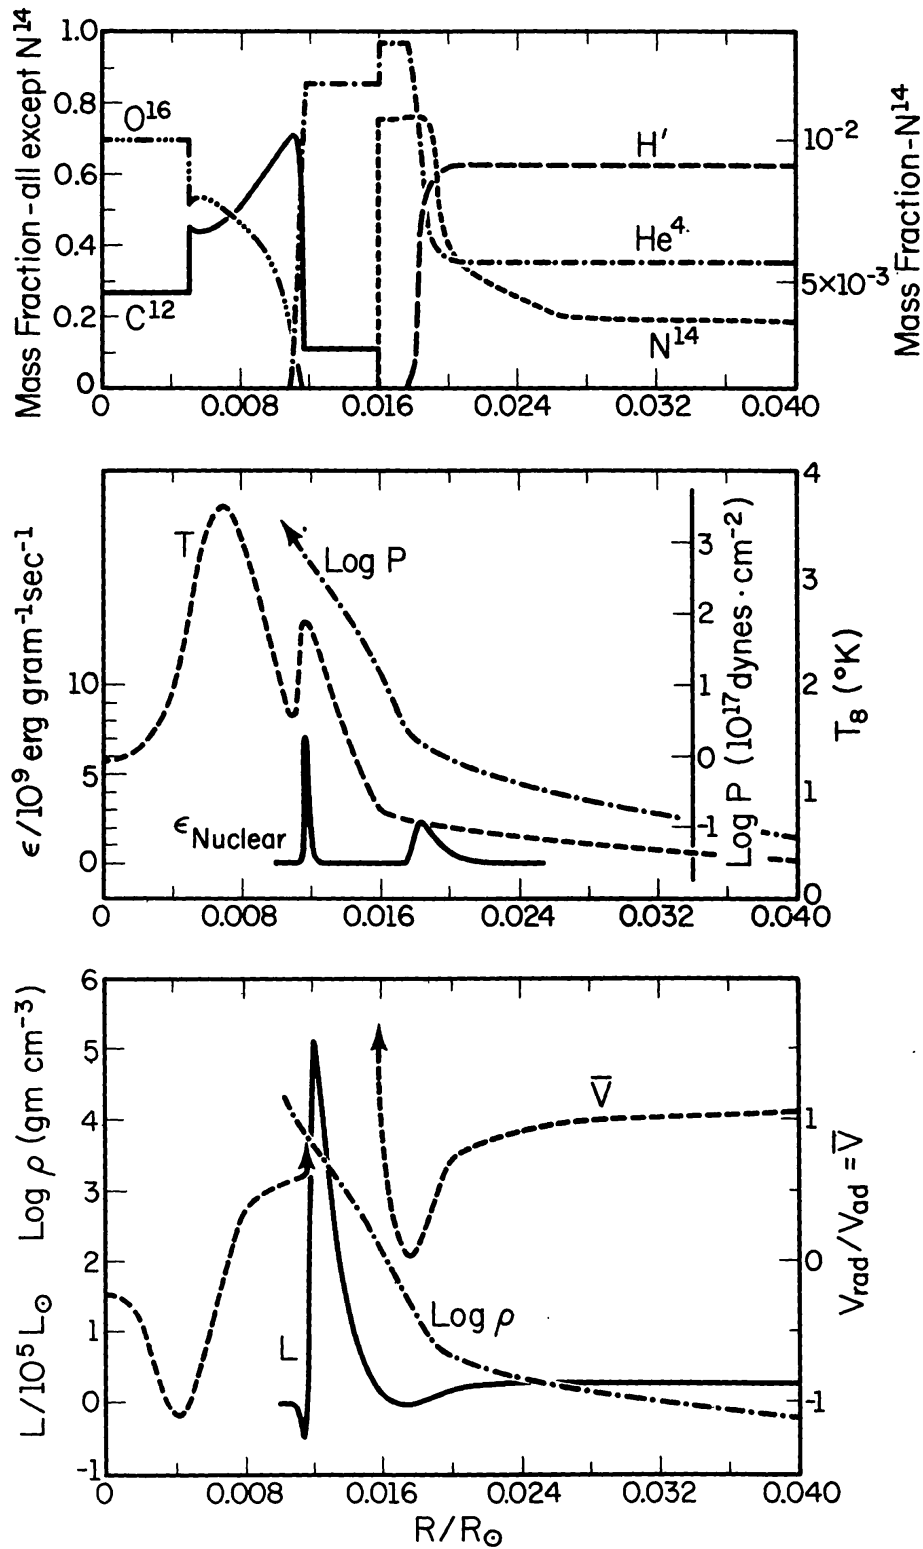 Mass Fraction-all except N¹⁴
1.0
0.8
0.6
0.4
0.2
0
O¹⁶
C¹²
H'
He⁴
N¹⁴
10⁻²
5×10⁻³
Mass Fraction-N¹⁴
0 0.008 0.016 0.024 0.032 0.040
ϵ/10⁹ erg gram⁻¹sec⁻¹
10
5
0
T
Log P
ϵNuclear
3
2
1
0
-1
Log P (10¹⁷dynes·cm⁻²)
4
3
2
1
0
T₈ (°K)
0 0.008 0.016 0.024 0.032 0.040
L/10⁵L⊙ Log ρ (gm cm⁻³)
6
5
4
3
2
1
0
-1
L
Log ρ
V̅
1
0
-1
Vrad/Vad = V̅
0 0.008 0.016 0.024 0.032 0.040
R/R⊙